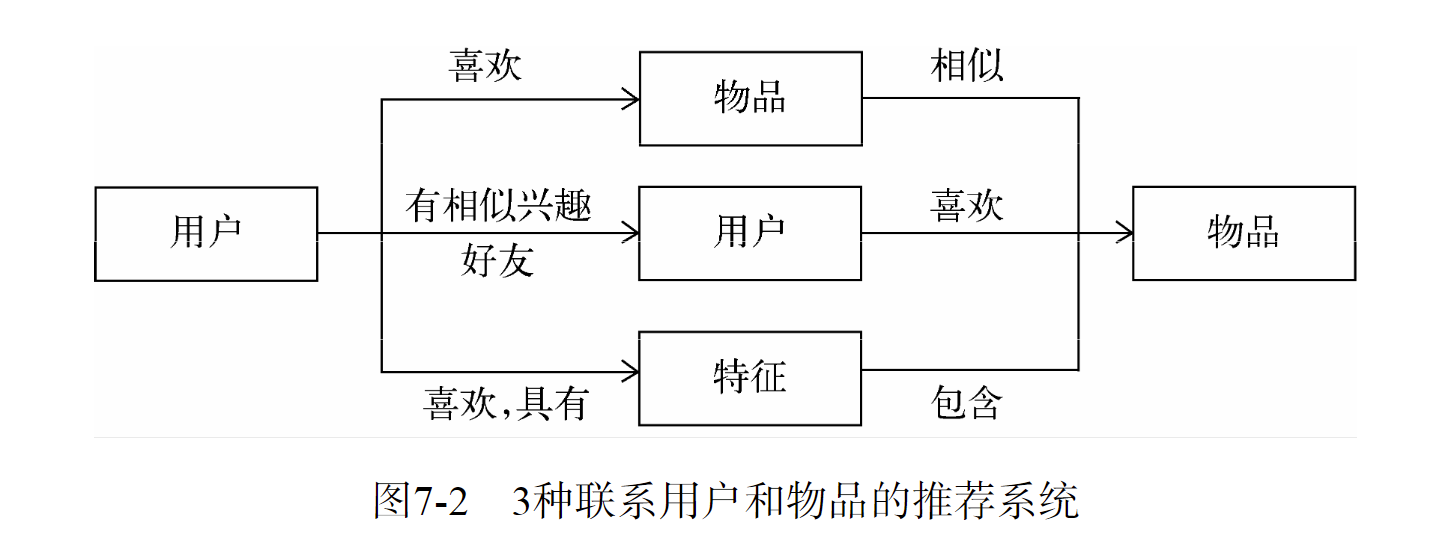 喜欢
物品
相似
用户
有相似兴趣
好友
用户
喜欢
物品
喜欢,具有
特征
包含
图7-2 3种联系用户和物品的推荐系统